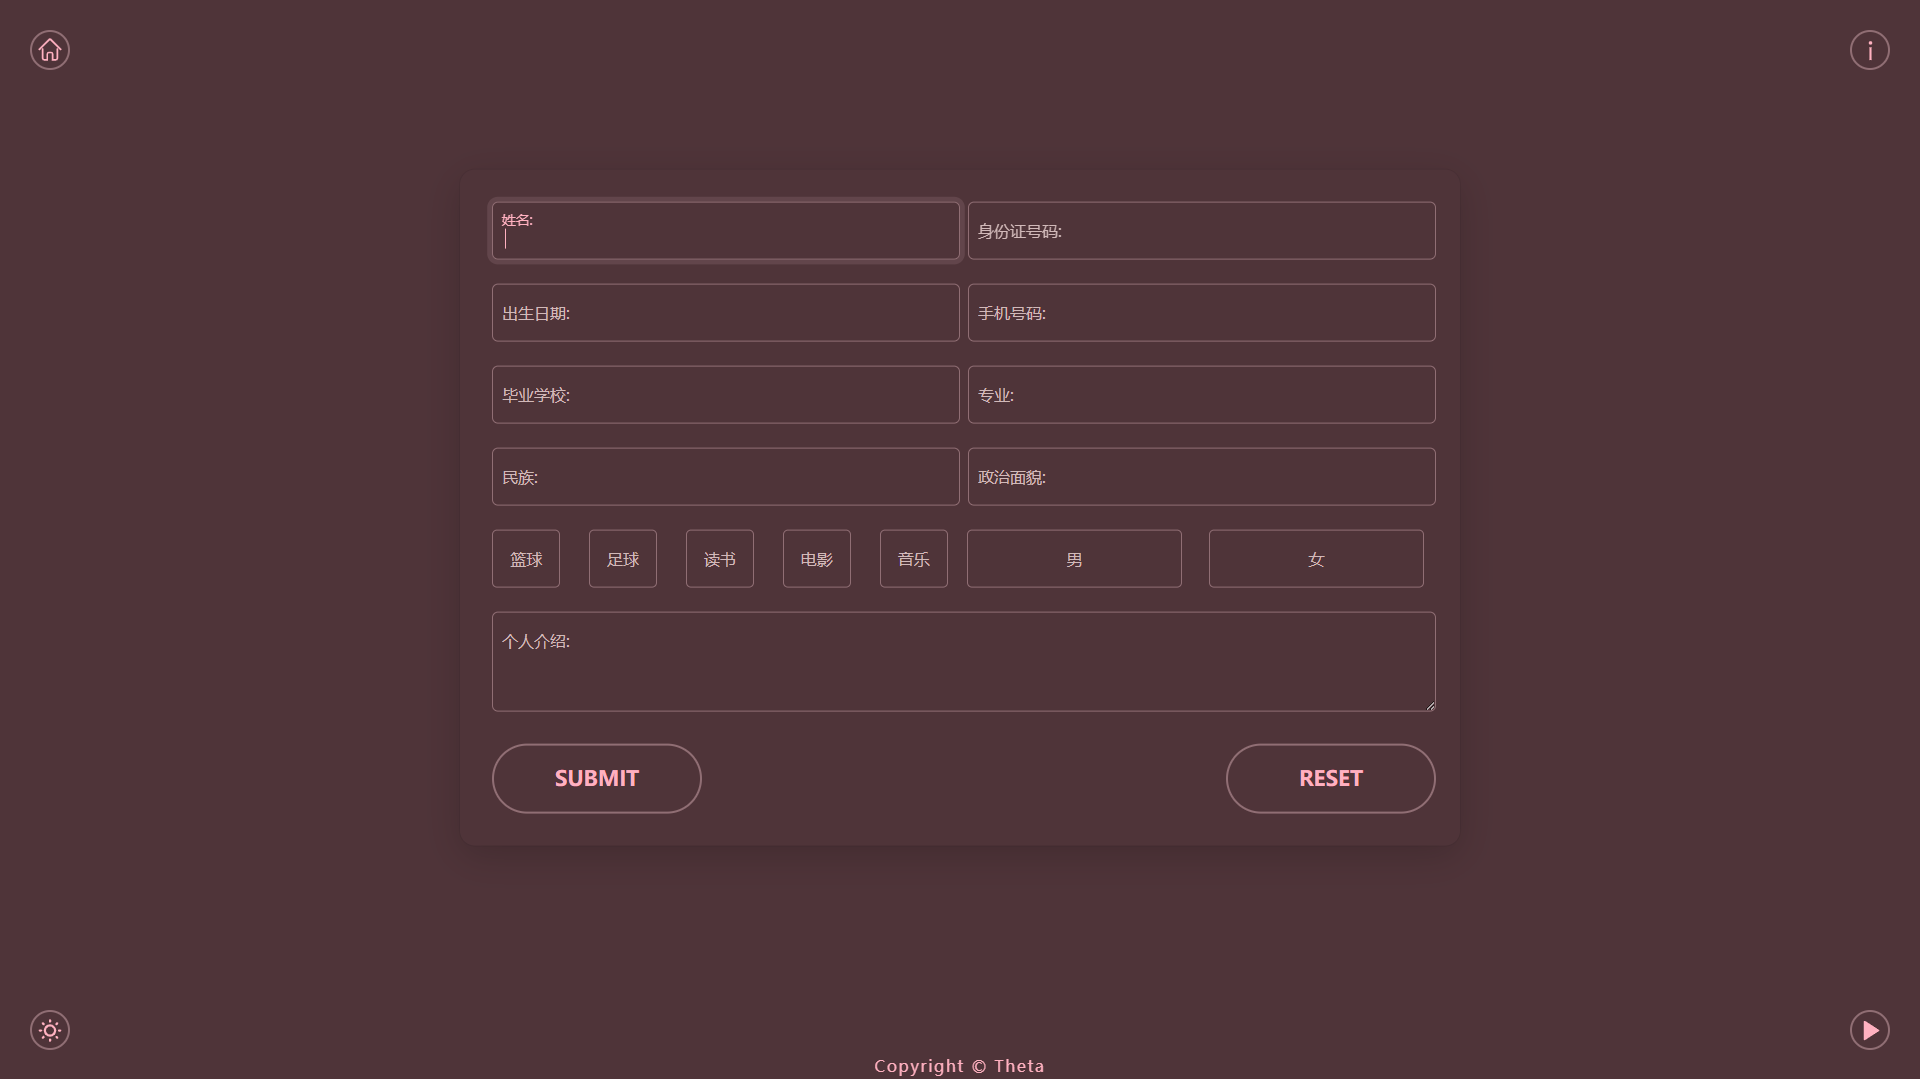 姓名:
身份证号码:
出生日期:
手机号码:
毕业学校:
专业:
民族:
政治面貌:
篮球 足球 读书 电影 音乐 男 女
个人介绍:
SUBMIT RESET
Copyright © Theta